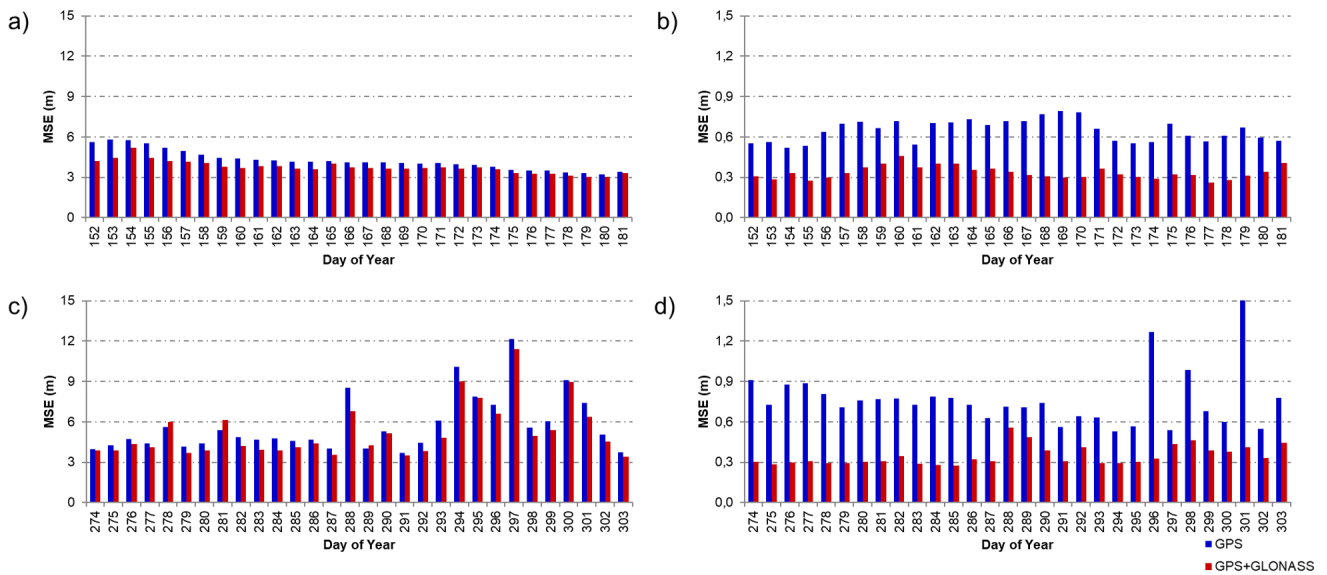 a)
15
12
9
6
3
0
MSE (m)
152 153 154 155 156 157 158 159 160 161 162 163 164 165 166 167 168 169 170 171 172 173 174 175 176 177 178 179 180 181
Day of Year
b)
1,5
1,2
0,9
0,6
0,3
0,0
MSE (m)
152 153 154 155 156 157 158 159 160 161 162 163 164 165 166 167 168 169 170 171 172 173 174 175 176 177 178 179 180 181
Day of Year
c)
15
12
9
6
3
0
MSE (m)
274 275 276 277 278 279 280 281 282 283 284 285 286 287 288 289 290 291 292 293 294 295 296 297 298 299 300 301 302 303
Day of Year
d)
1,5
1,2
0,9
0,6
0,3
0,0
MSE (m)
274 275 276 277 278 279 280 281 282 283 284 285 286 287 288 289 290 291 292 293 294 295 296 297 298 299 300 301 302 303
Day of Year
GPS
GPS+GLONASS